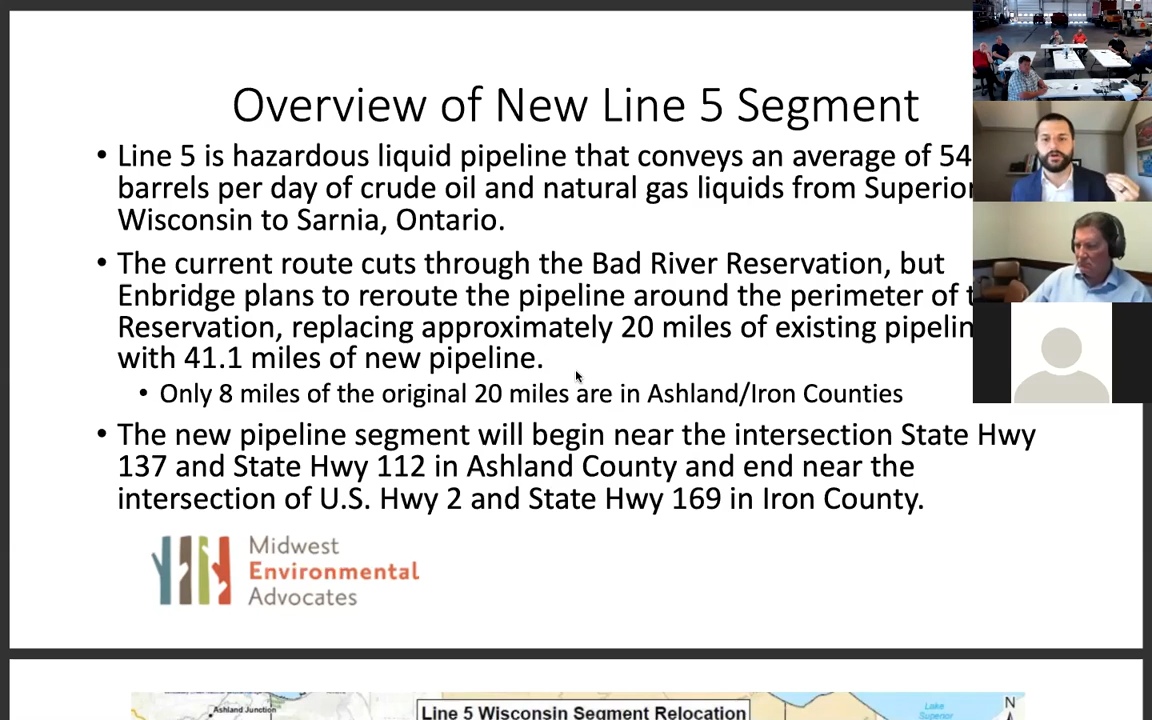 Overview of New Line 5 Segment
• Line 5 is hazardous liquid pipeline that conveys an average of 54
barrels per day of crude oil and natural gas liquids from Superior
Wisconsin to Sarnia, Ontario.
• The current route cuts through the Bad River Reservation, but
Enbridge plans to reroute the pipeline around the perimeter of
Reservation, replacing approximately 20 miles of existing
with 41.1 miles of new pipeline.
• Only 8 miles of the original 20 miles are in Ashland/Iron Counties
• The new pipeline segment will begin near the intersection State Hwy
137 and State Hwy 112 in Ashland County and end near the
intersection of U.S. Hwy 2 and State Hwy 169 in Iron County.
Midwest
Environmental
Advocates
Ashland Junction
Line 5 Wisconsin Segment Relocation
Lake
Superior
N